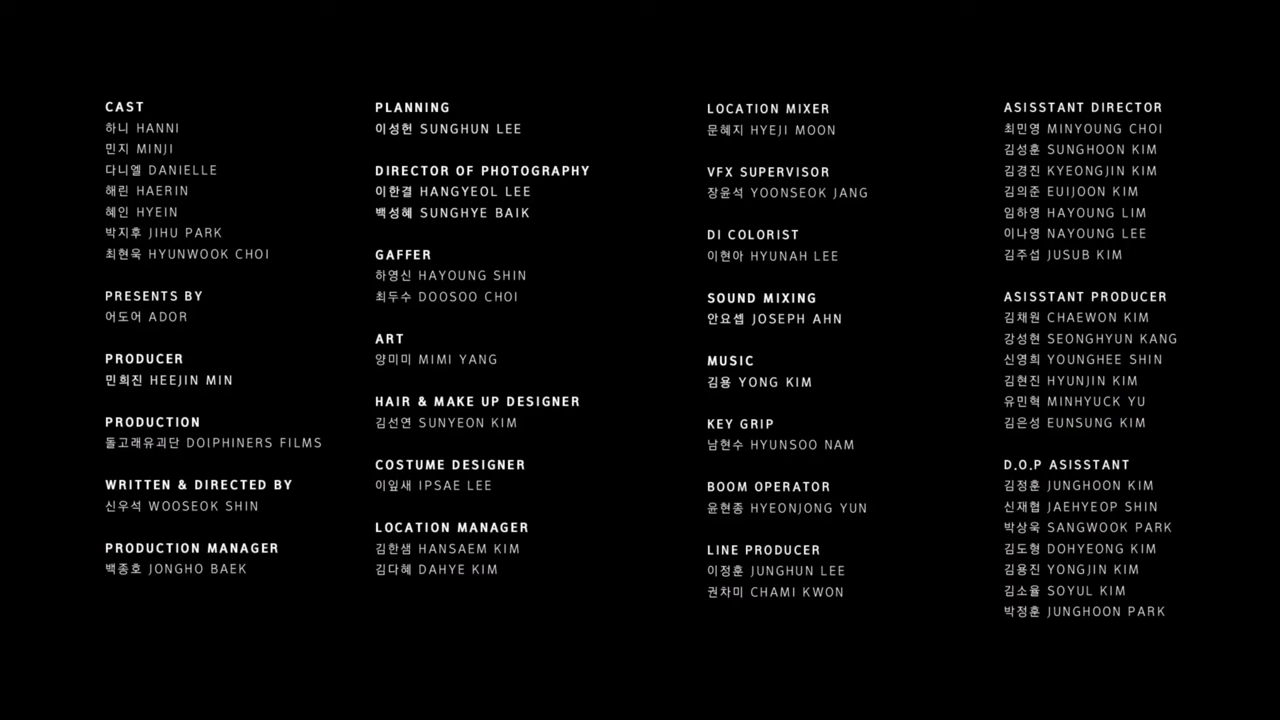 CAST
하니 HANNI
민지 MINJI
다니엘 DANIELLE
해린 HAERIN
혜인 HYEIN
박지후 JIHU PARK
최현욱 HYUNWOOK CHOI
PRESENTS BY
어도어 ADOR
PRODUCER
민희진 HEEJIN MIN
PRODUCTION
돌고래유괴단 DOlPHINERS FILMS
WRITTEN & DIRECTED BY
신우석 WOOSEOK SHIN
PRODUCTION MANAGER
백종호 JONGHO BAEK
PLANNING
이성헌 SUNGHUN LEE
DIRECTOR OF PHOTOGRAPHY
이한결 HANGYEOL LEE
백성혜 SUNGHYE BAIK
GAFFER
하영신 HAYOUNG SHIN
최두수 DOOSOO CHOI
ART
양미미 MIMI YANG
HAIR & MAKE UP DESIGNER
김선연 SUNYEON KIM
COSTUME DESIGNER
이잎새 IPSAE LEE
LOCATION MANAGER
김한샘 HANSAEM KIM
김다혜 DAHYE KIM
LOCATION MIXER
문혜지 HYEJI MOON
VFX SUPERVISOR
장윤석 YOONSEOK JANG
DI COLORIST
이현아 HYUNAH LEE
SOUND MIXING
안요셉 JOSEPH AHN
MUSIC
김용 YONG KIM
KEY GRIP
남현수 HYUNSOO NAM
BOOM OPERATOR
윤현종 HYEONJONG YUN
LINE PRODUCER
이정훈 JUNGHUN LEE
권차미 CHAMI KWON
ASISSTANT DIRECTOR
최민영 MINYOUNG CHOI
김성훈 SUNGHOON KIM
김경진 KYEONGJIN KIM
김의준 EUIJOON KIM
임하영 HAYOUNG LIM
이나영 NAYOUNG LEE
김주섭 JUSUB KIM
ASISSTANT PRODUCER
김채원 CHAEWON KIM
강성현 SEONGHYUN KANG
신영희 YOUNGHEE SHIN
김현진 HYUNJIN KIM
유민혁 MINHYUCK YU
김은성 EUNSUNG KIM
D.O.P ASISSTANT
김정훈 JUNGHOON KIM
신재협 JAEHYEOP SHIN
박상욱 SANGWOOK PARK
김도형 DOHYEONG KIM
김용진 YONGJIN KIM
김소율 SOYUL KIM
박정훈 JUNGHOON PARK